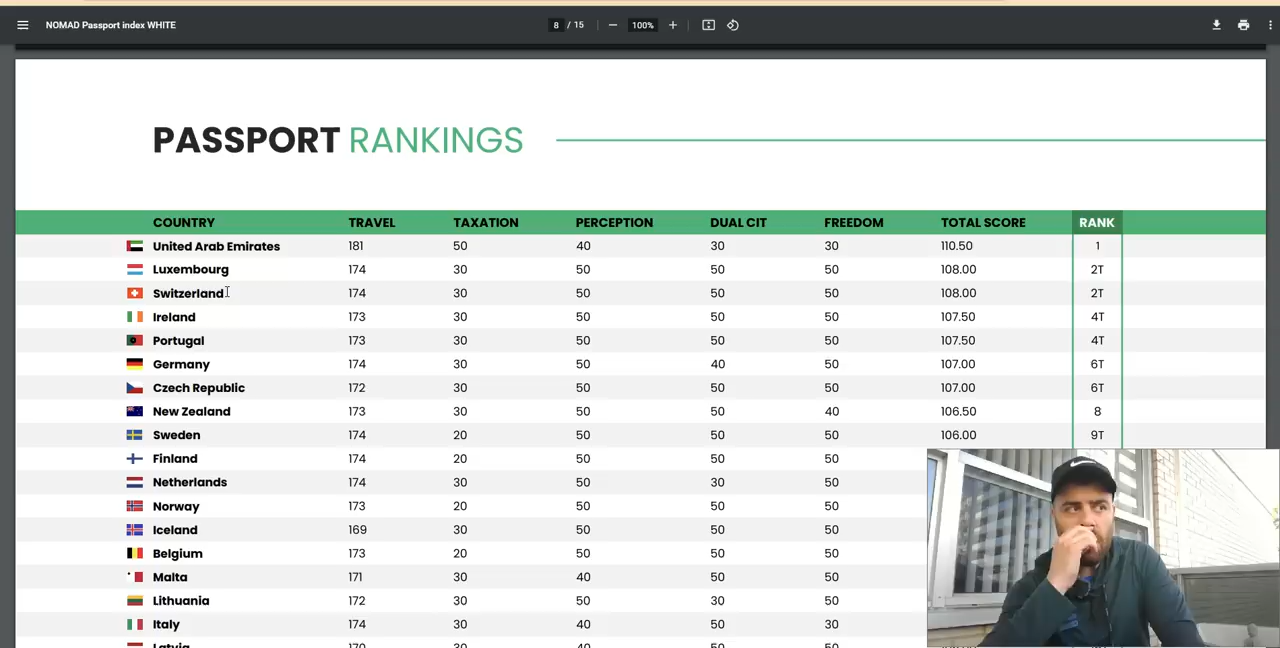 NOMAD Passport index WHITE 8 / 15 100%
PASSPORT RANKINGS
COUNTRY TRAVEL TAXATION PERCEPTION DUAL CIT FREEDOM TOTAL SCORE RANK
United Arab Emirates 181 50 40 30 30 110.50 1
Luxembourg 174 30 50 50 50 108.00 2T
Switzerland 174 30 50 50 50 108.00 2T
Ireland 173 30 50 50 50 107.50 4T
Portugal 173 30 50 50 50 107.50 4T
Germany 174 30 50 40 50 107.00 6T
Czech Republic 172 30 50 50 50 107.00 6T
New Zealand 173 30 50 50 40 106.50 8
Sweden 174 20 50 50 50 106.00 9T
Finland 174 20 50 50 50
Netherlands 174 30 50 30 50
Norway 173 20 50 50 50
Iceland 169 30 50 50 50
Belgium 173 20 50 50 50
Malta 171 30 40 50 50
Lithuania 172 30 50 30 50
Italy 174 30 40 50 30
Latvia 170 30 40 50 50